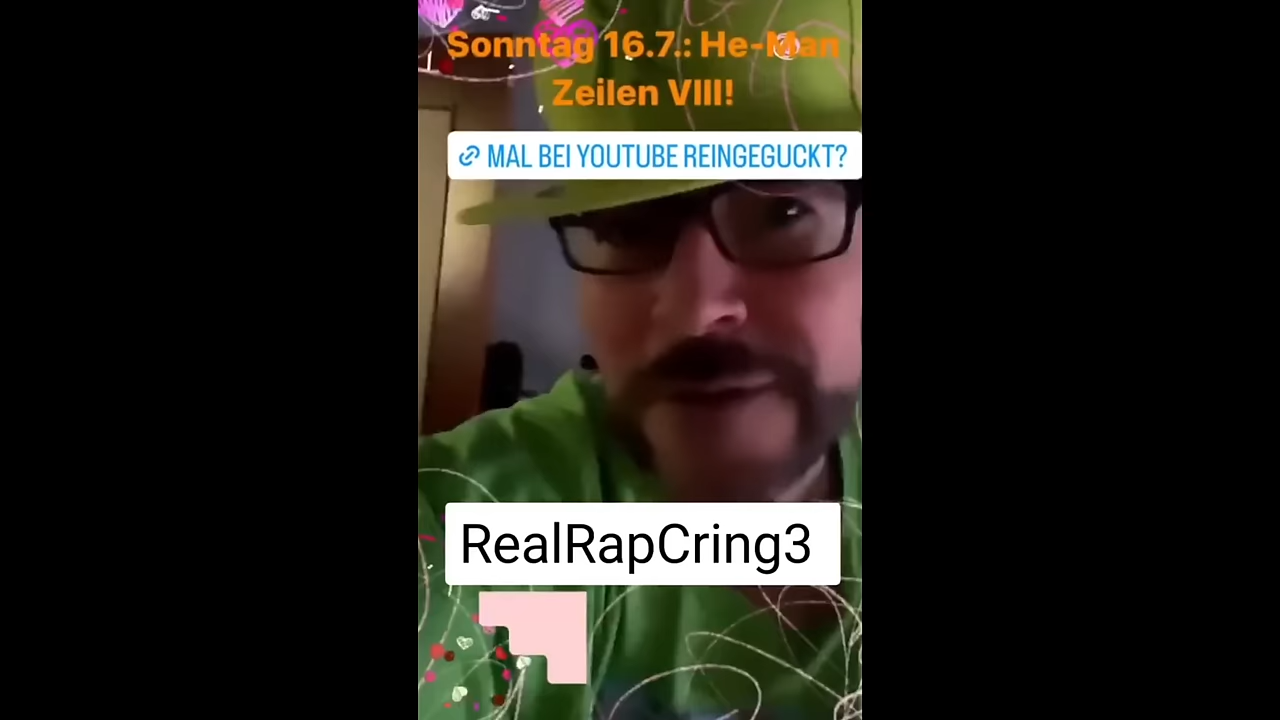 Sonntag 16.7.: He-Man
Zeilen VIII!
MAL BEI YOUTUBE REINGEGUCKT?
RealRapCring3